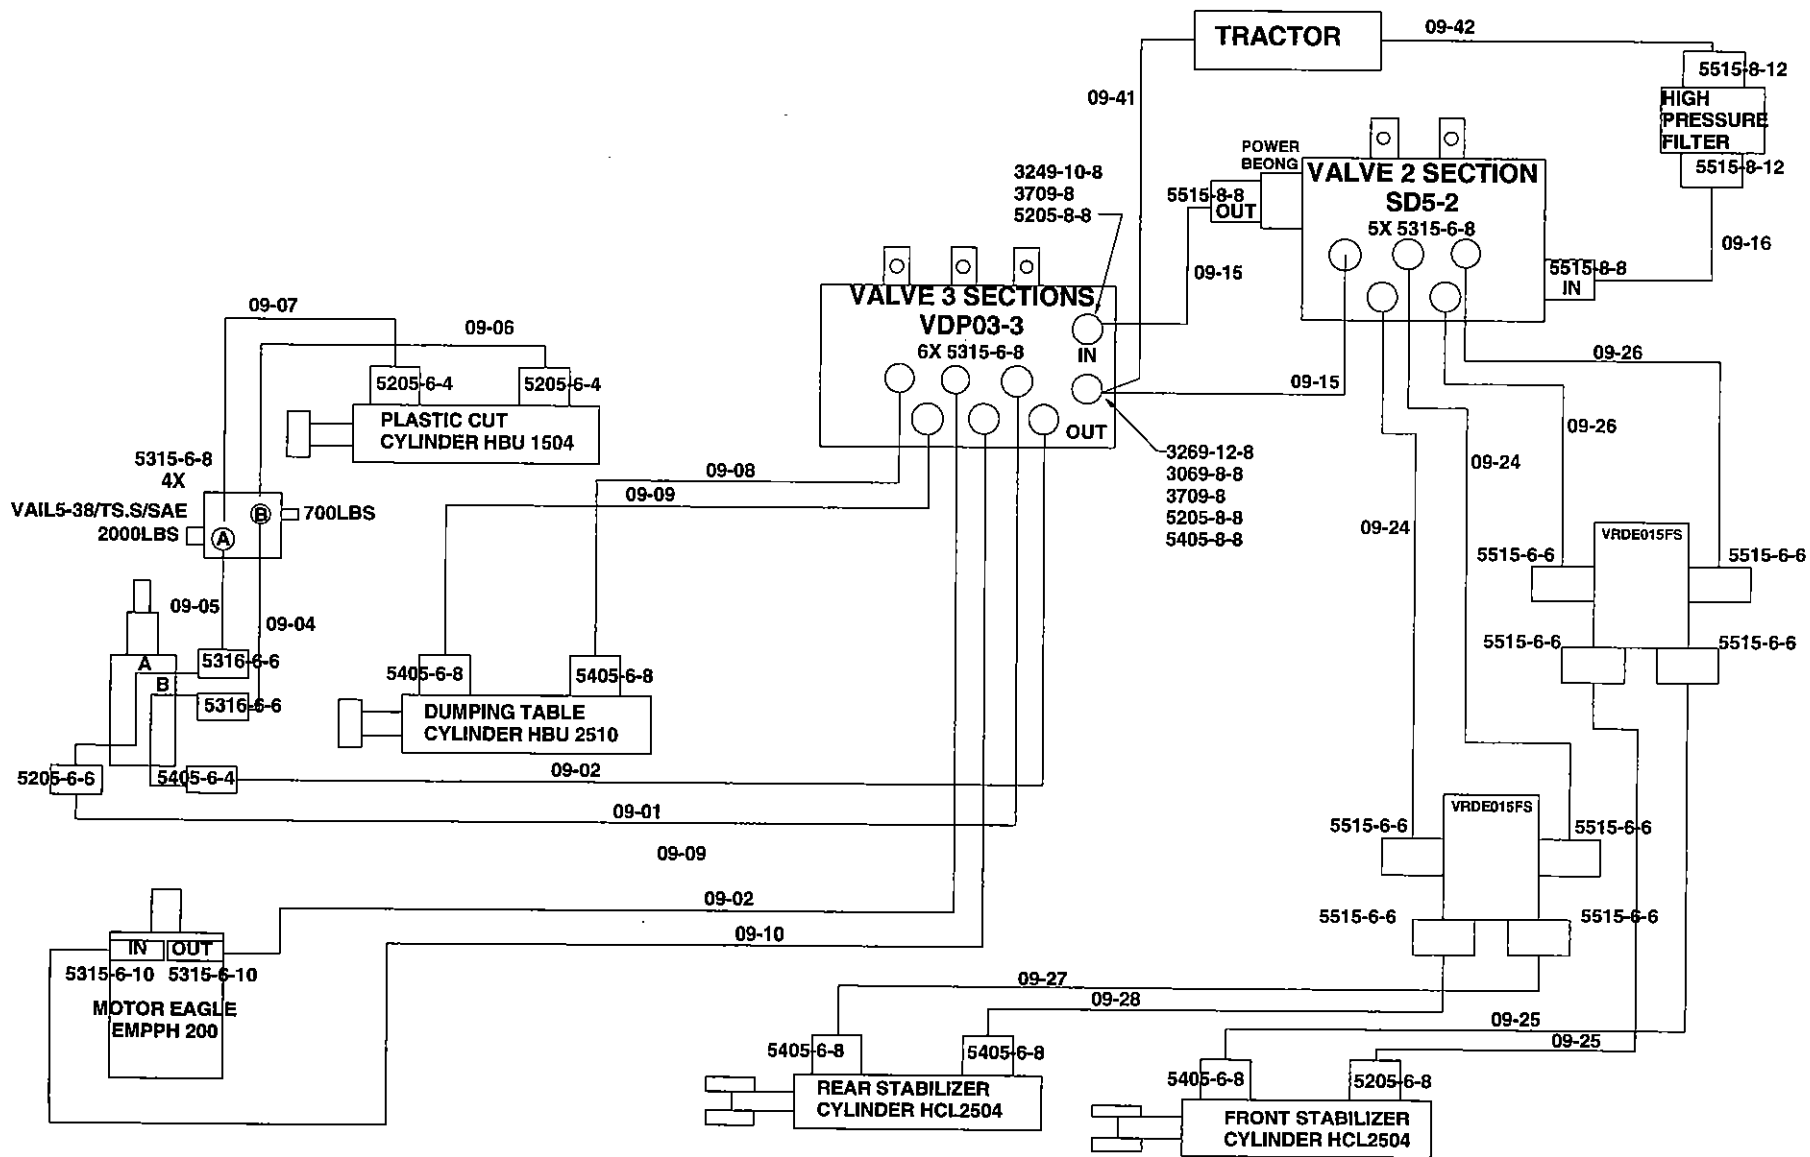 TRACTOR
09-42
5515-8-12
HIGH
PRESSURE
FILTER
5515-8-12
09-41
09-16
POWER
BEONG
VALVE 2 SECTION
SD5-2
5X 5315-6-8
5515-8-8
OUT
5515-8-8
IN
3249-10-8
3709-8
5205-8-8
09-15
VALVE 3 SECTIONS
VDP03-3
6X 5315-6-8
IN
OUT
09-15
3269-12-8
3069-8-8
3709-8
5205-8-8
5405-8-8
09-07
09-06
5205-6-4
5205-6-4
PLASTIC CUT
CYLINDER HBU 1504
5315-6-8
4X
VAIL5-38/TS.S/SAE
2000LBS
A
B
700LBS
09-08
09-09
09-05
09-04
A
B
5316-6-6
5316-6-6
5405-6-8
5405-6-8
DUMPING TABLE
CYLINDER HBU 2510
5205-6-6
5405-6-4
09-02
09-01
09-09
09-02
09-10
IN
OUT
5315-6-10
5315-6-10
MOTOR EAGLE
EMPPH 200
09-26
09-26
09-24
09-24
VRDE015FS
5515-6-6
5515-6-6
5515-6-6
5515-6-6
VRDE015FS
5515-6-6
5515-6-6
5515-6-6
5515-6-6
09-27
09-28
09-25
09-25
5405-6-8
5405-6-8
REAR STABILIZER
CYLINDER HCL2504
5405-6-8
5205-6-8
FRONT STABILIZER
CYLINDER HCL2504